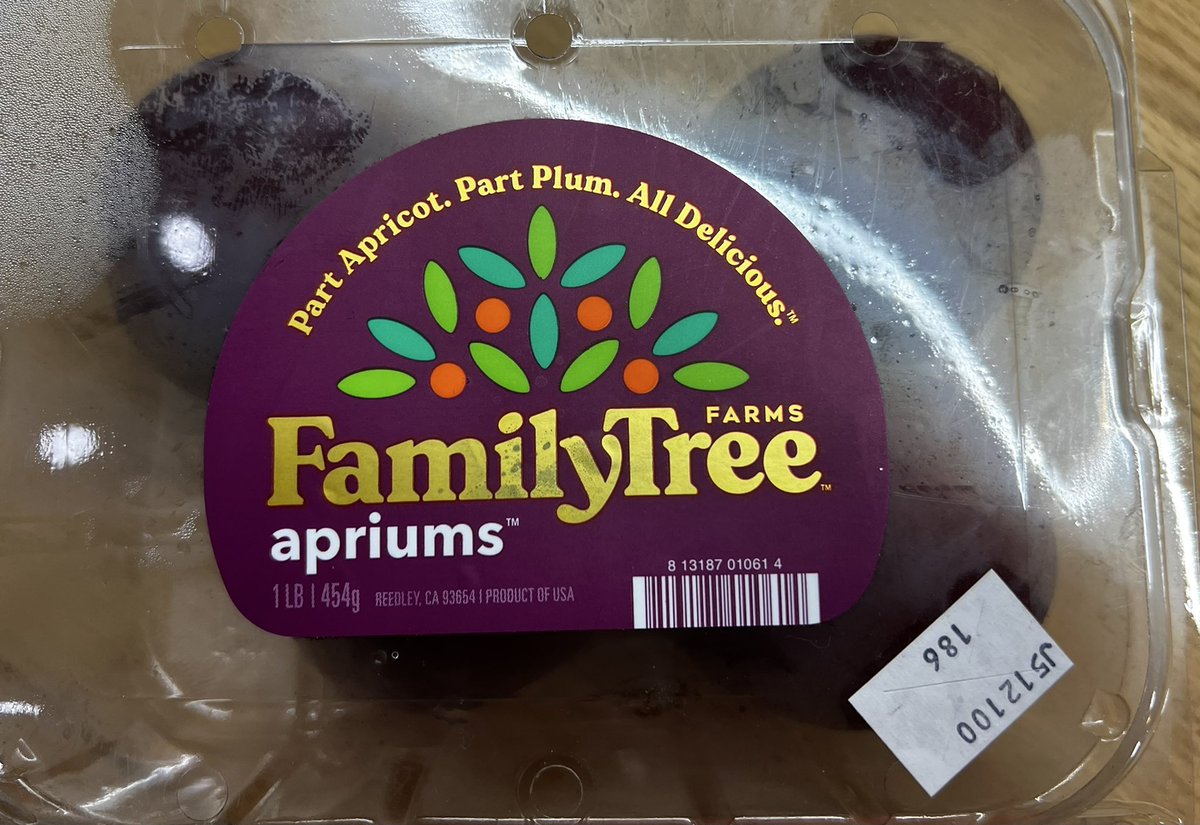 Part Apricot. Part Plum. All Delicious.™
FARMS
FamilyTree™
apriums™
1 LB | 454g REEDLEY, CA 93654 | PRODUCT OF USA
8 13187 01061 4
J512100
186